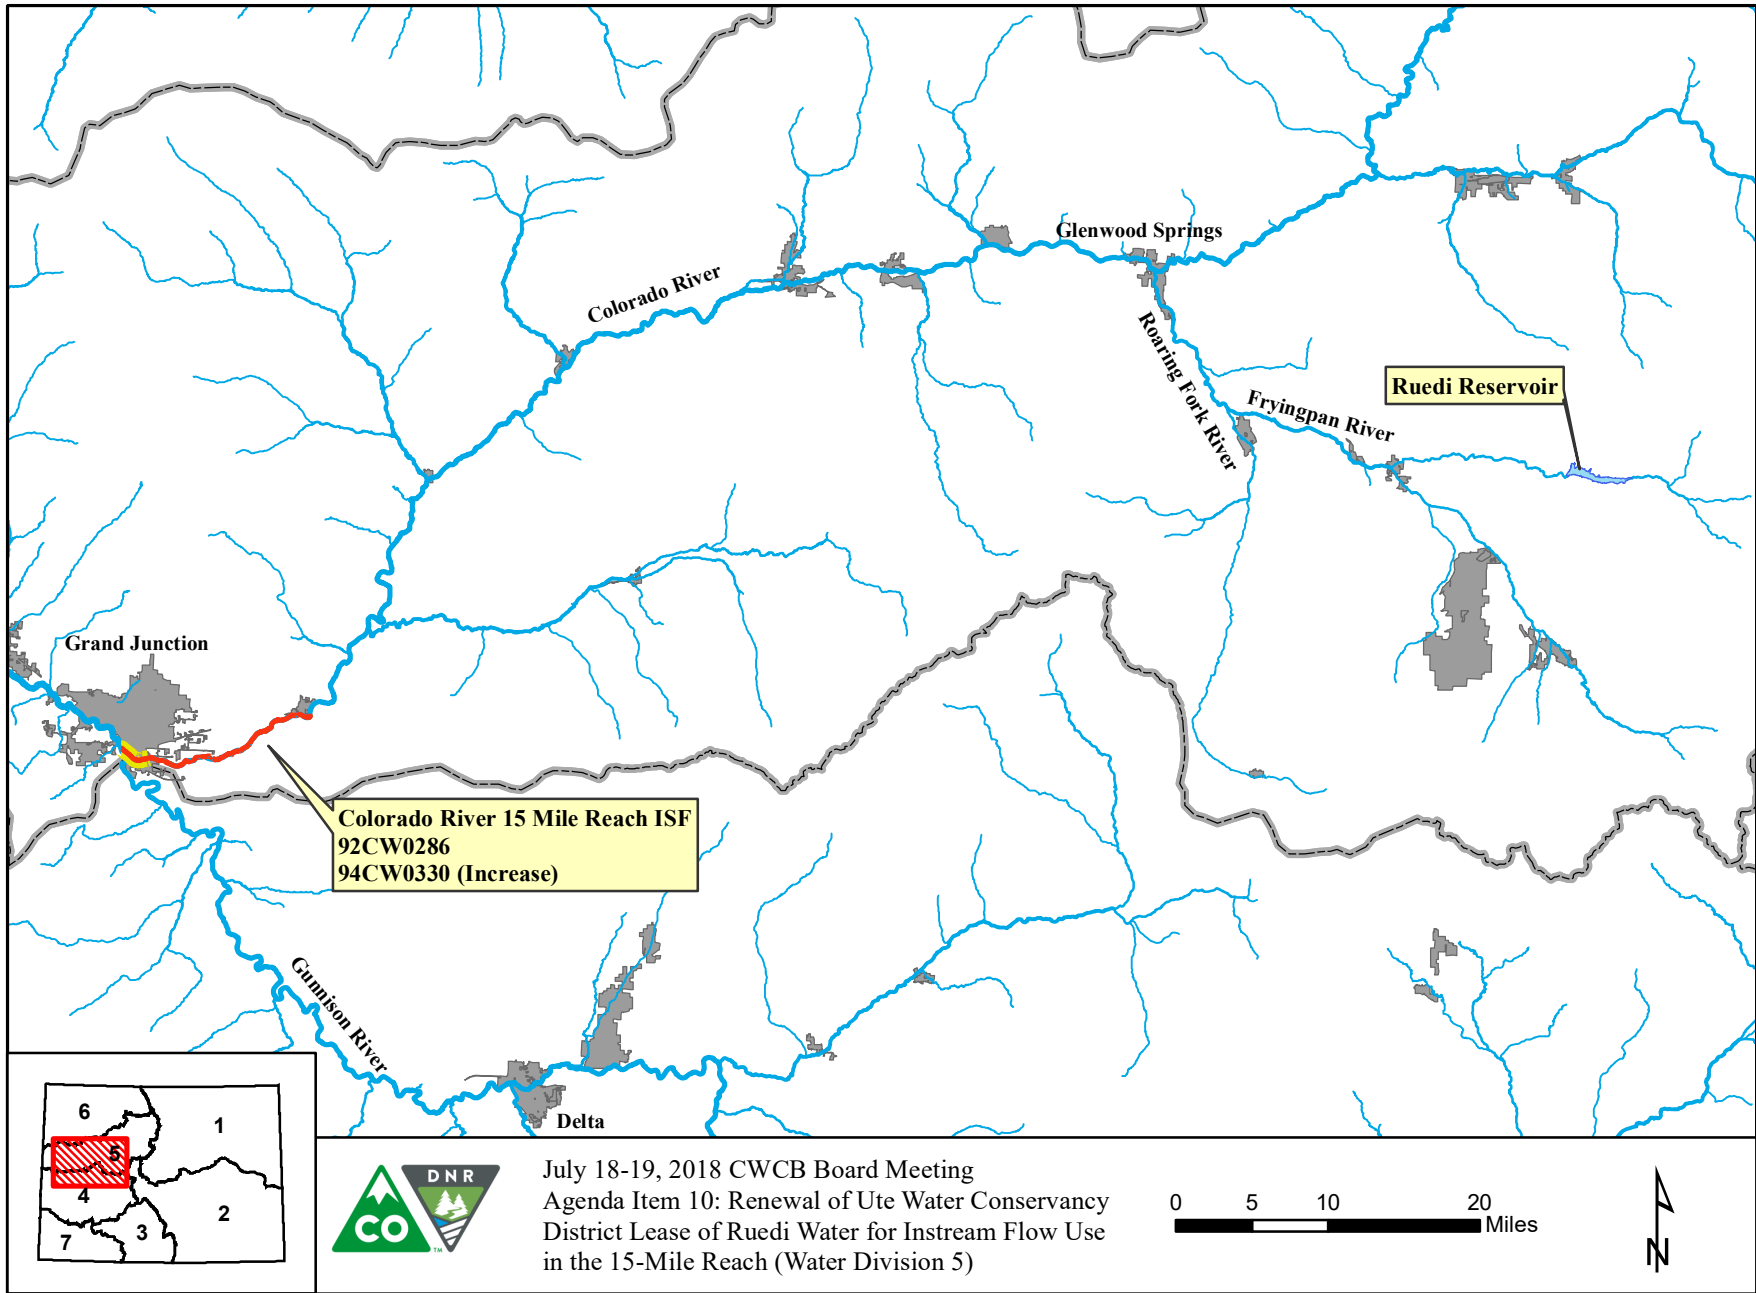 Glenwood Springs
Colorado River
Roaring Fork River
Ruedi Reservoir
Fryingpan River
Grand Junction
Colorado River 15 Mile Reach ISF
92CW0286
94CW0330 (Increase)
Gunnison River
Delta
6
1
5
4
2
3
7
CO
TM
DNR
July 18-19, 2018 CWCB Board Meeting
Agenda Item 10: Renewal of Ute Water Conservancy
District Lease of Ruedi Water for Instream Flow Use
in the 15-Mile Reach (Water Division 5)
0 5 10 20
Miles
N